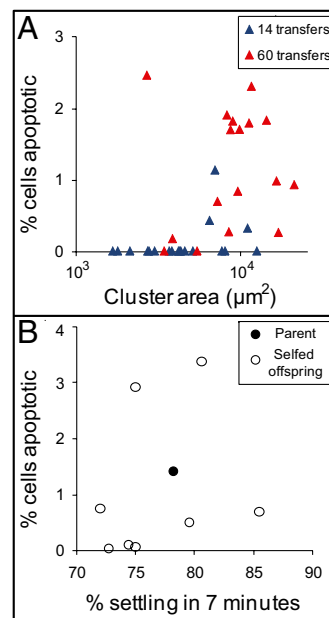 A
14 transfers
60 transfers
3
2
1
0
% cells apoptotic
10³
10⁴
Cluster area (µm²)
B
Parent
Selfed
offspring
4
3
2
1
0
% cells apoptotic
70
75
80
85
90
% settling in 7 minutes